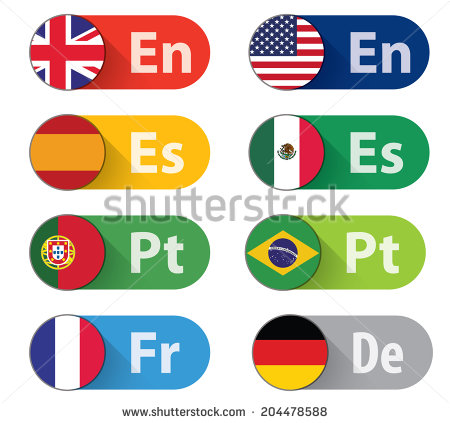 En En
Es Es
shutterstock
Pt Pt
Fr De
www.shutterstock.com · 204478588